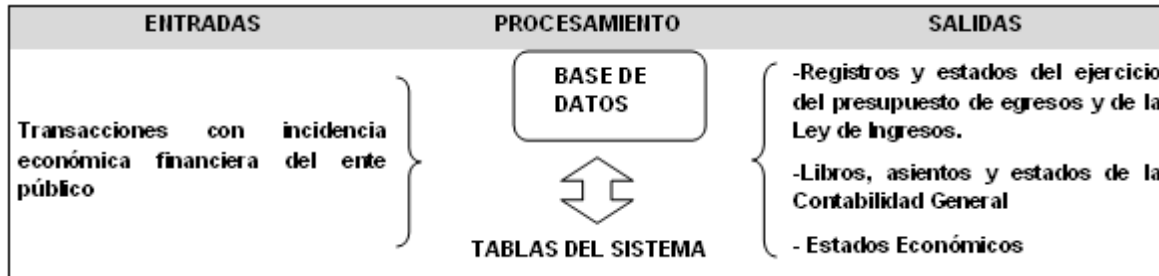 ENTRADAS
PROCESAMIENTO
SALIDAS
Transacciones con incidencia
económica financiera del ente
público
BASE DE
DATOS
TABLAS DEL SISTEMA
-Registros y estados del ejercicio
del presupuesto de egresos y de la
Ley de Ingresos.
-Libros, asientos y estados de la
Contabilidad General
- Estados Económicos